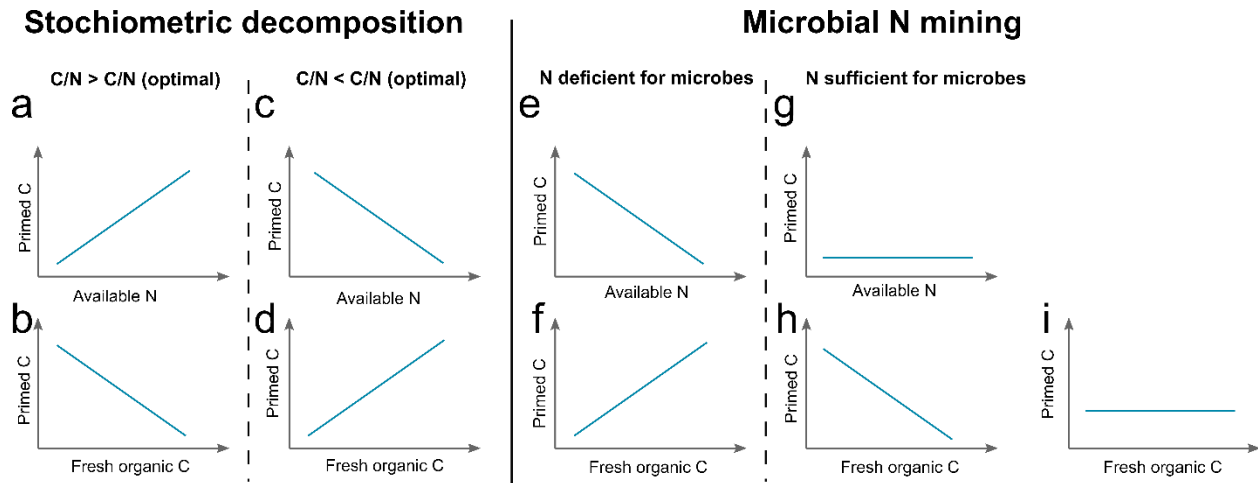 Stochiometric decomposition
Microbial N mining
C/N > C/N (optimal)
C/N < C/N (optimal)
N deficient for microbes
N sufficient for microbes
a
Primed C
Available N
c
Primed C
Available N
e
Primed C
Available N
g
Primed C
Available N
b
Primed C
Fresh organic C
d
Primed C
Fresh organic C
f
Primed C
Fresh organic C
h
Primed C
Fresh organic C
i
Primed C
Fresh organic C